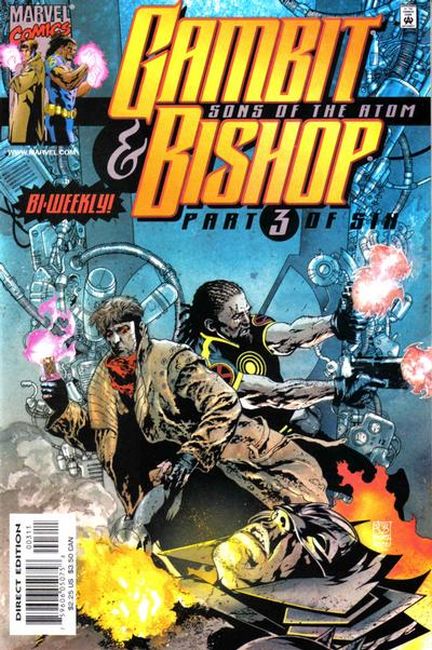 MARVEL
COMICS
GAMBIT
SONS OF THE ATOM
& BISHOP
WWW.MARVEL.COM
BI-WEEKLY!
PART 3 OF SIX
DIRECT EDITION
00311
$2.25 US $3.50 CAN